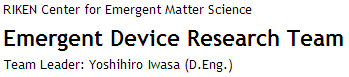 RIKEN Center for Emergent Matter Science
Emergent Device Research Team
Team Leader: Yoshihiro Iwasa (D.Eng.)